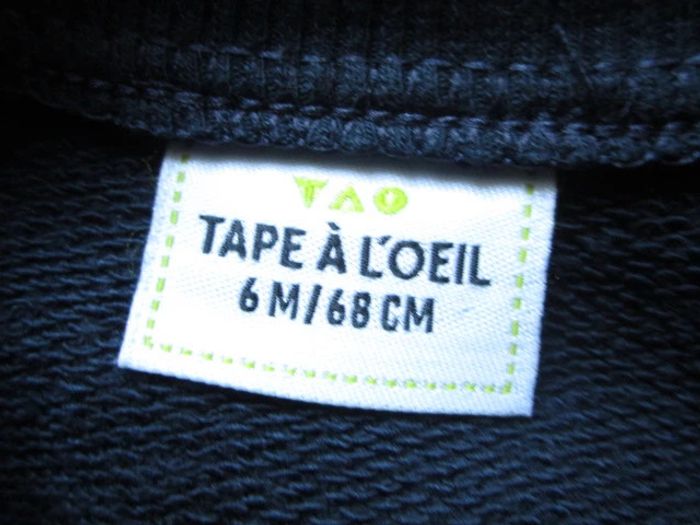 TAO
TAPE À L'OEIL
6 M/68 CM